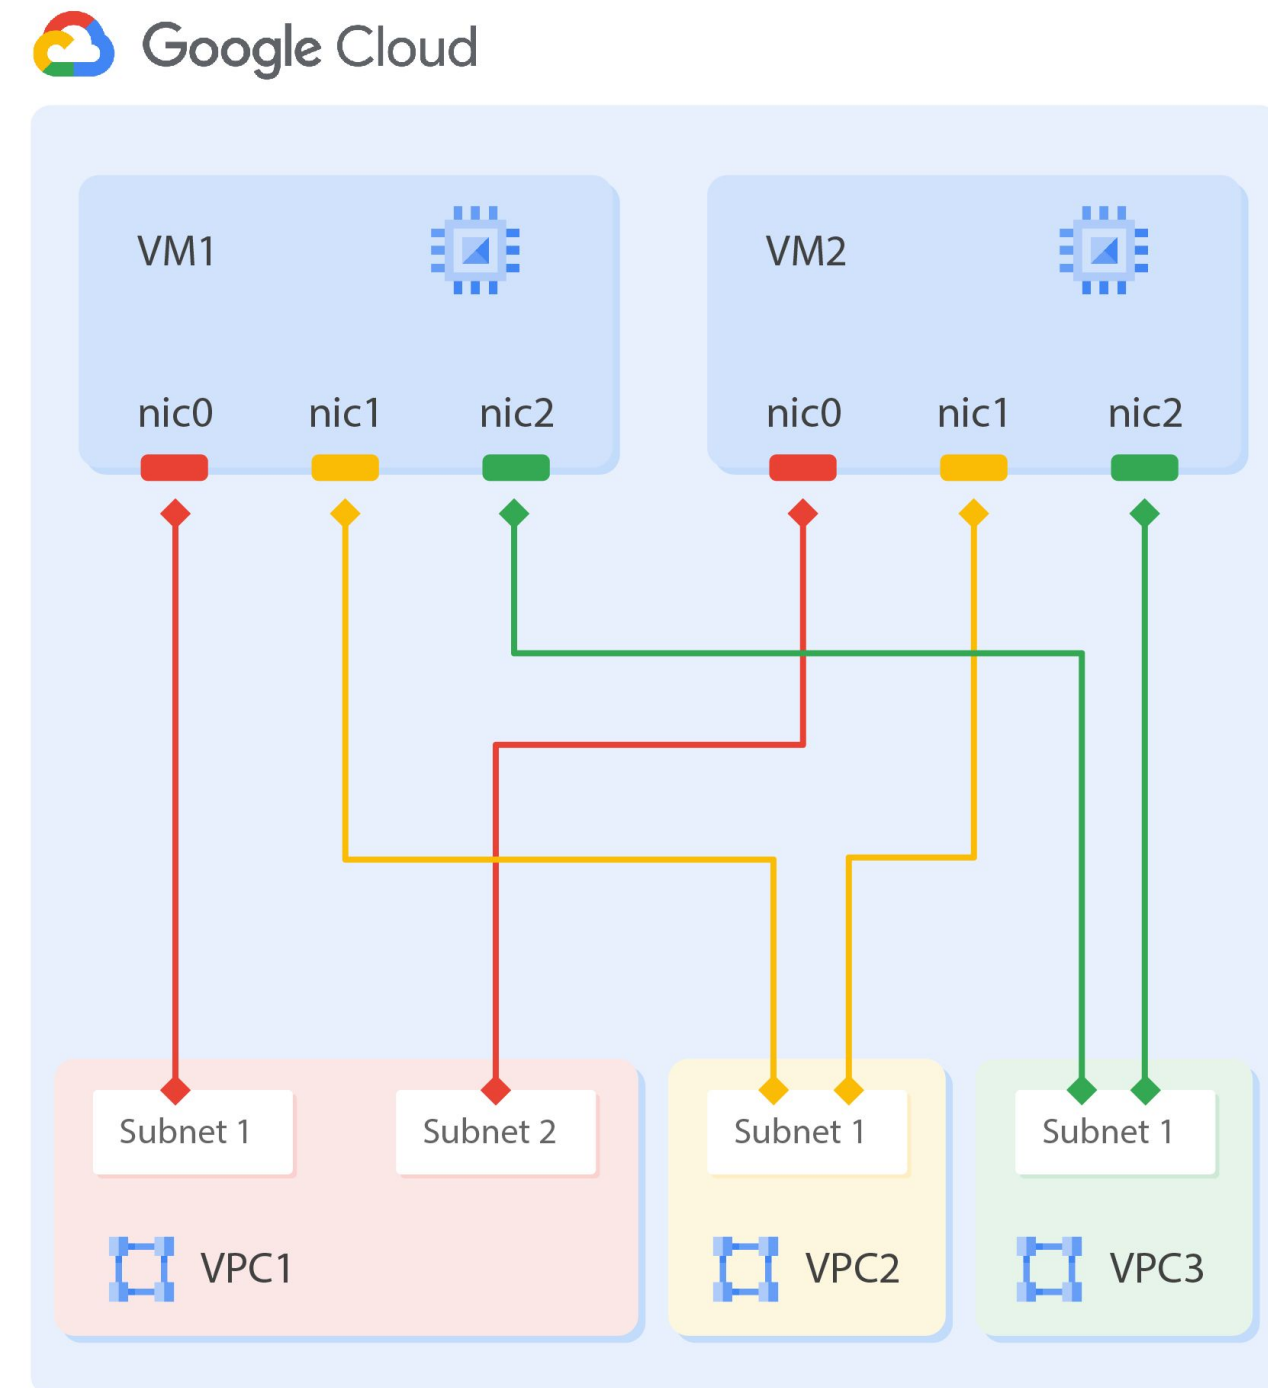 Google Cloud
VM1
VM2
nic0 nic1 nic2
nic0 nic1 nic2
Subnet 1
Subnet 2
Subnet 1
Subnet 1
VPC1
VPC2
VPC3